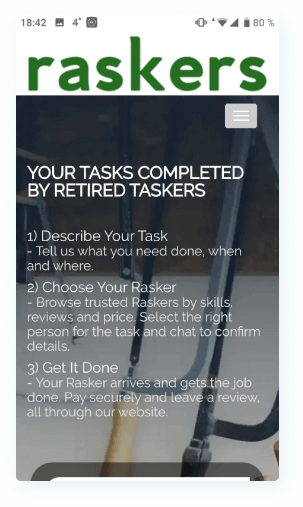 18:42 4° 80 %
raskers
YOUR TASKS COMPLETED
BY RETIRED TASKERS
1) Describe Your Task
- Tell us what you need done, when
and where.
2) Choose Your Rasker
- Browse trusted Raskers by skills,
reviews and price. Select the right
person for the task and chat to confirm
details.
3) Get It Done
- Your Rasker arrives and gets the job
done. Pay securely and leave a review,
all through our website.